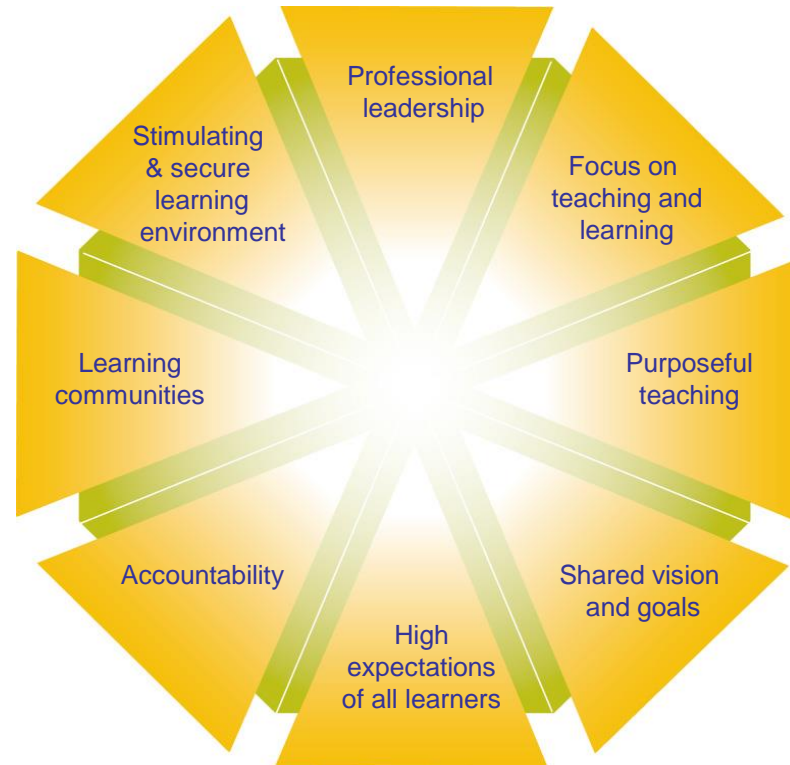 Professional
leadership
Focus on
teaching and
learning
Purposeful
teaching
Shared vision
and goals
High
expectations
of all learners
Accountability
Learning
communities
Stimulating
& secure
learning
environment